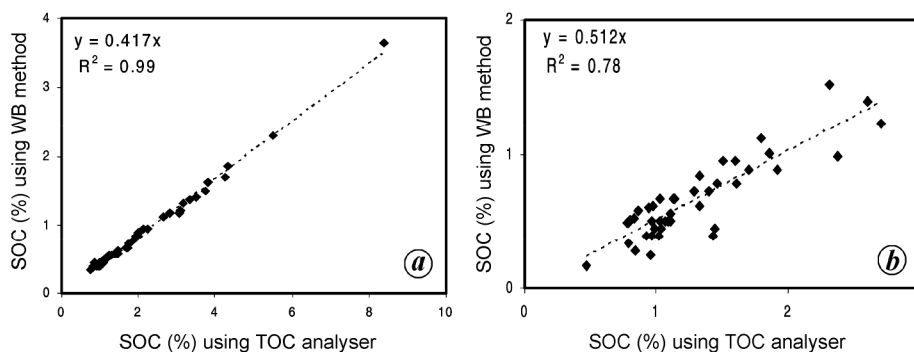 y = 0.417x
R² = 0.99
SOC (%) using WB method
4
3
2
1
0
0 2 4 6 8 10
SOC (%) using TOC analyser
a
y = 0.512x
R² = 0.78
SOC (%) using WB method
2
1
0
0 1 2
SOC (%) using TOC analyser
b